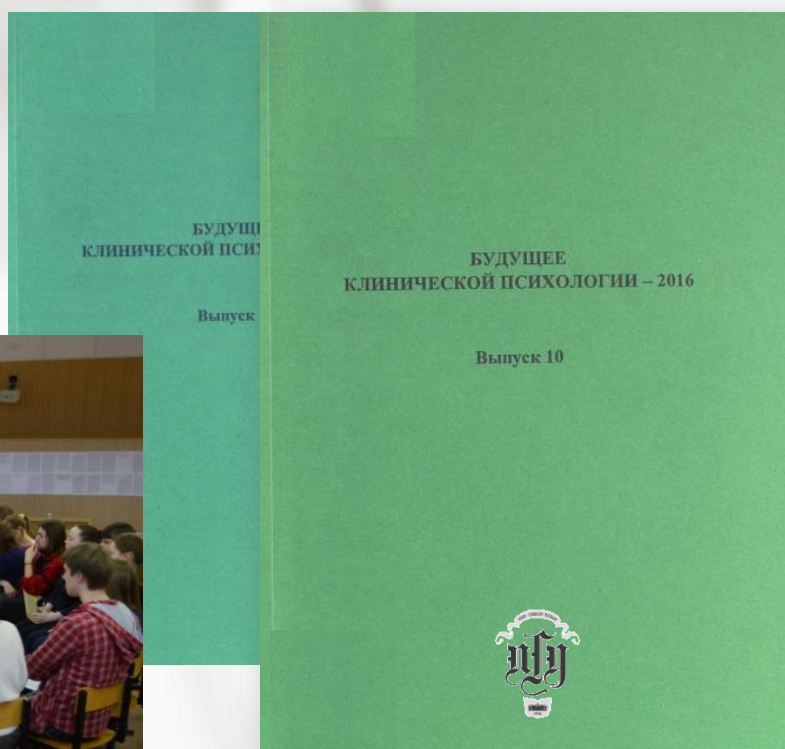 БУДУЩЕ
КЛИНИЧЕСКОЙ ПСИХ
Выпуск
БУДУЩЕЕ
КЛИНИЧЕСКОЙ ПСИХОЛОГИИ – 2016
Выпуск 10